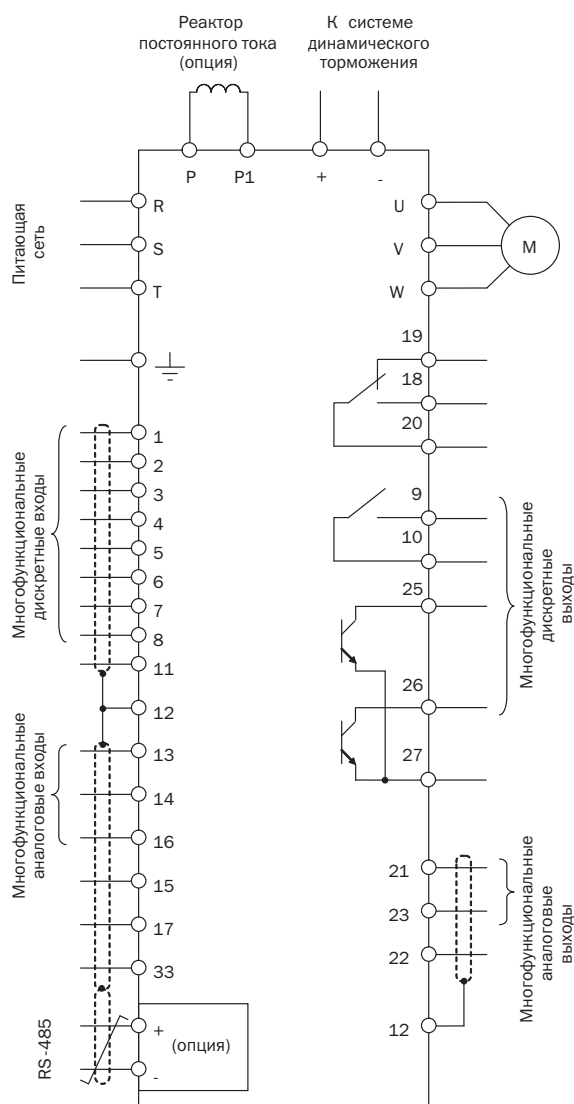 Реактор
постоянного тока
(опция)
К системе
динамического
торможения
P
P1
+
-
Питающая
сеть
R
S
T
U
V
W
M
Многофункциональные
дискретные входы
1
2
3
4
5
6
7
8
11
12
Многофункциональные
аналоговые входы
13
14
16
15
17
33
RS-485
+
(опция)
-
19
18
20
9
10
25
26
27
Многофункциональные
дискретные
выходы
21
23
22
12
Многофункциональные
аналоговые
выходы